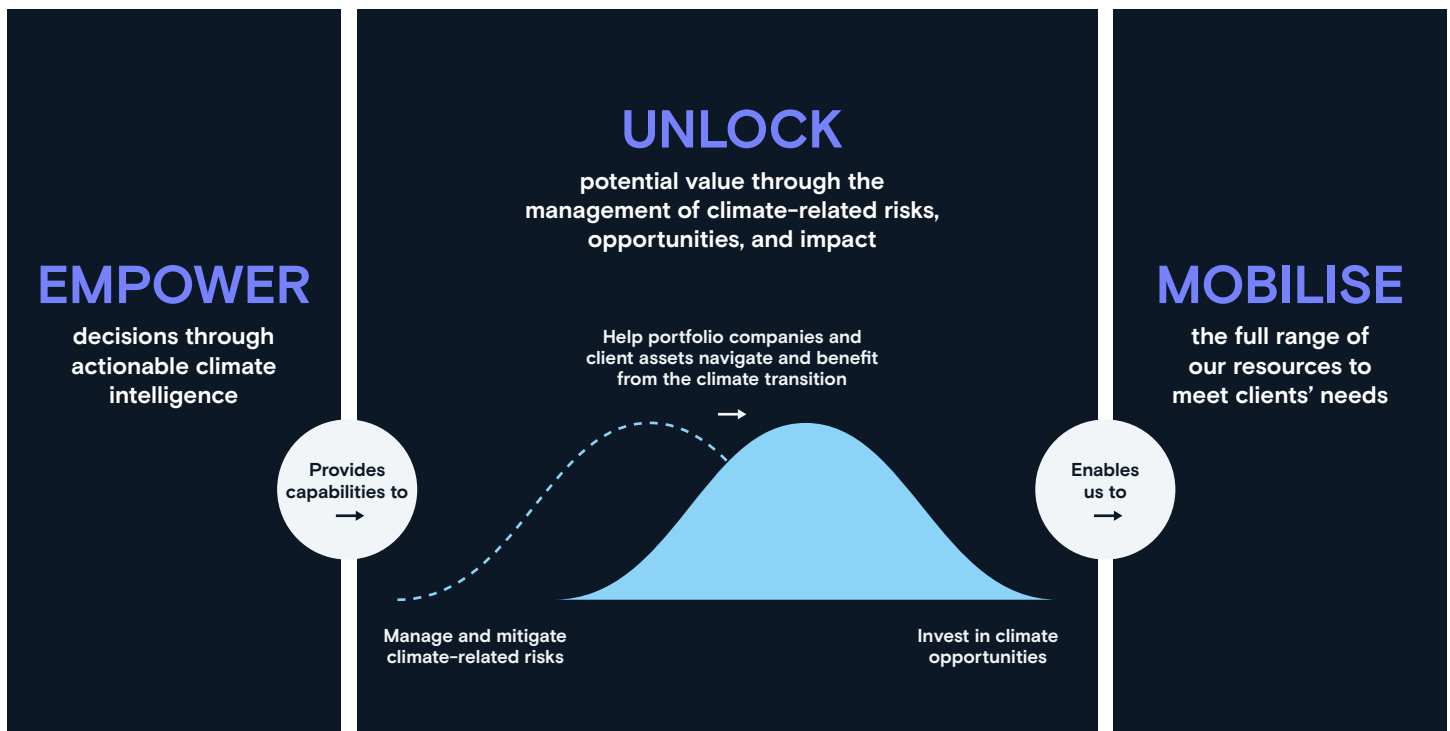 EMPOWER
decisions through
actionable climate
intelligence
Provides
capabilities to
UNLOCK
potential value through the
management of climate-related risks,
opportunities, and impact
Help portfolio companies and
client assets navigate and benefit
from the climate transition
Manage and mitigate
climate-related risks
Invest in climate
opportunities
Enables
us to
MOBILISE
the full range of
our resources to
meet clients’ needs